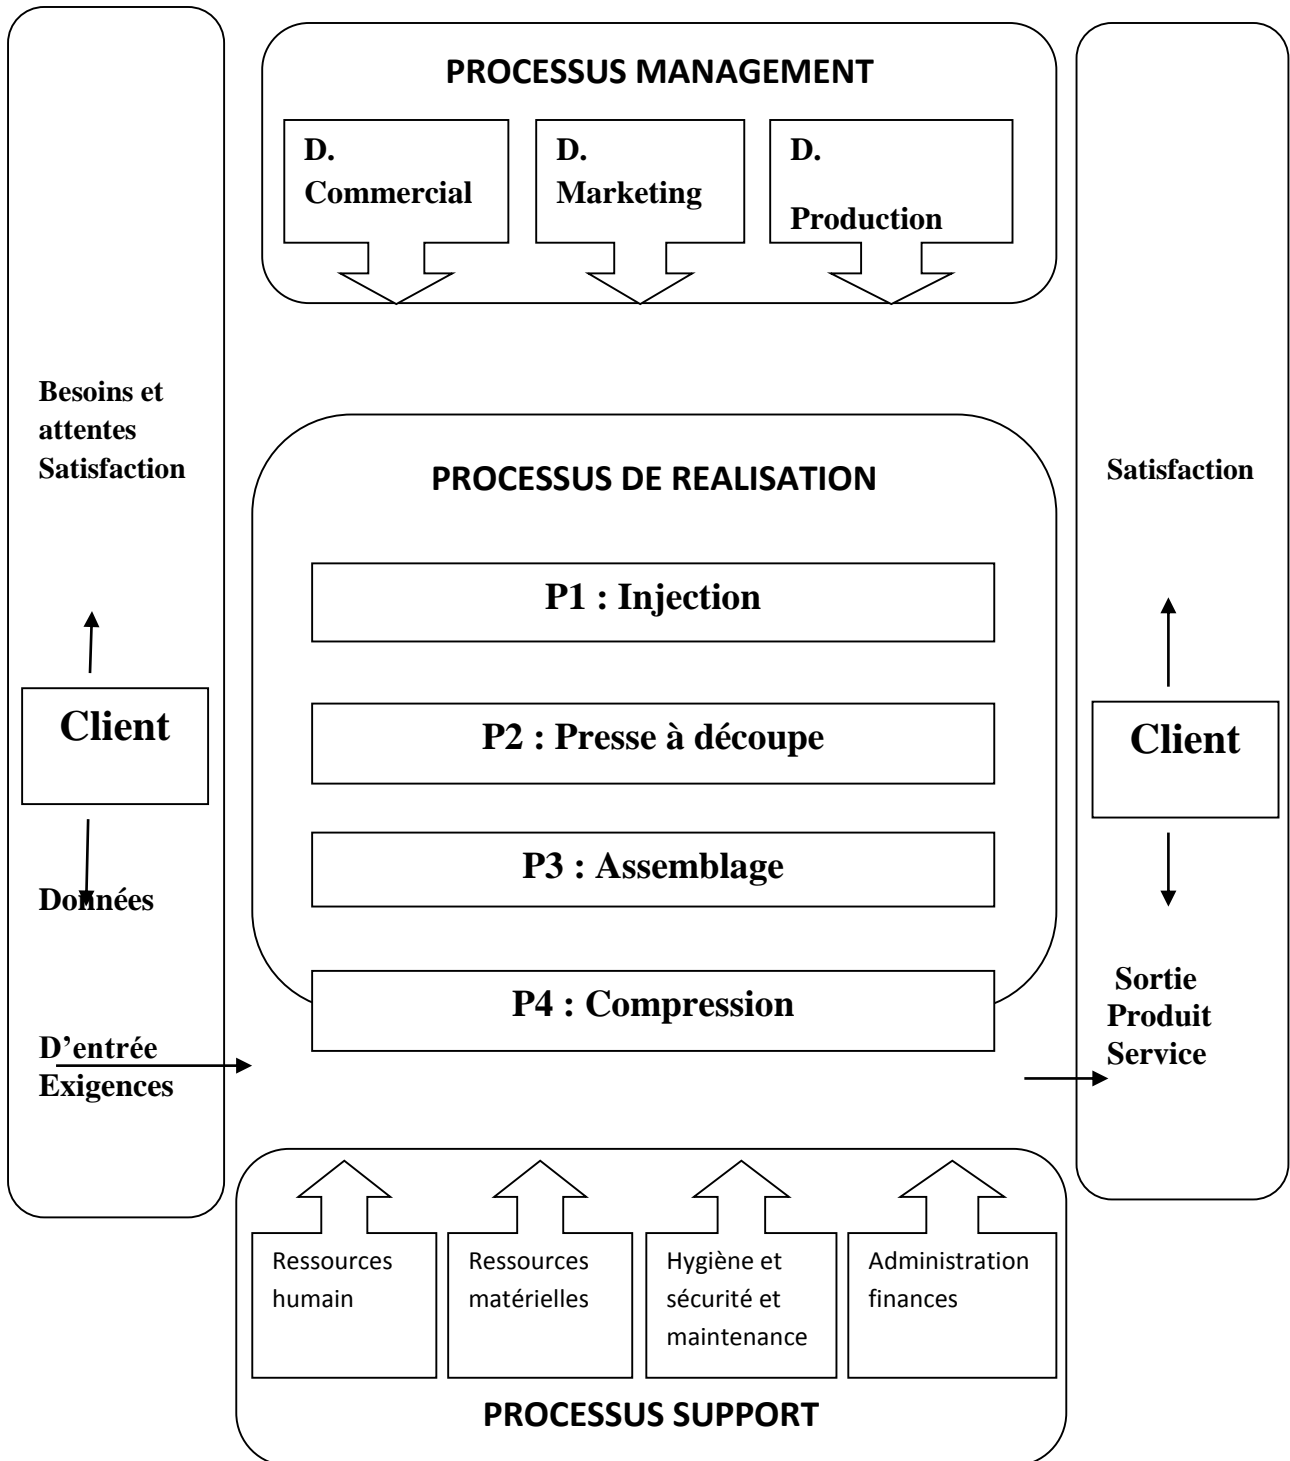 PROCESSUS MANAGEMENT
D.
Commercial
D.
Marketing
D.
Production
Besoins et
attentes
Satisfaction
Client
Données
D’entrée
Exigences
PROCESSUS DE REALISATION
P1 : Injection
P2 : Presse à découpe
P3 : Assemblage
P4 : Compression
Satisfaction
Client
Sortie
Produit
Service
Ressources
humain
Ressources
matérielles
Hygiène et
sécurité et
maintenance
Administration
finances
PROCESSUS SUPPORT